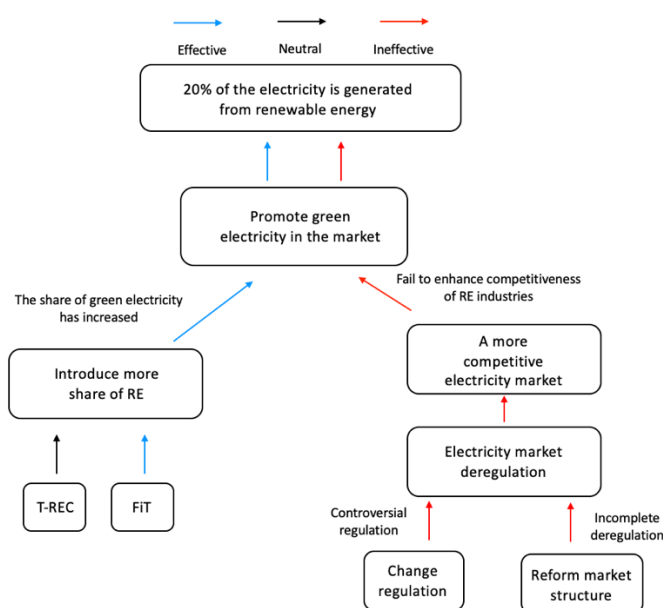 Effective
Neutral
Ineffective
20% of the electricity is generated
from renewable energy
Promote green
electricity in the market
The share of green electricity
has increased
Fail to enhance competitiveness
of RE industries
Introduce more
share of RE
A more
competitive
electricity market
Electricity market
deregulation
T-REC
FiT
Controversial
regulation
Incomplete
deregulation
Change
regulation
Reform market
structure